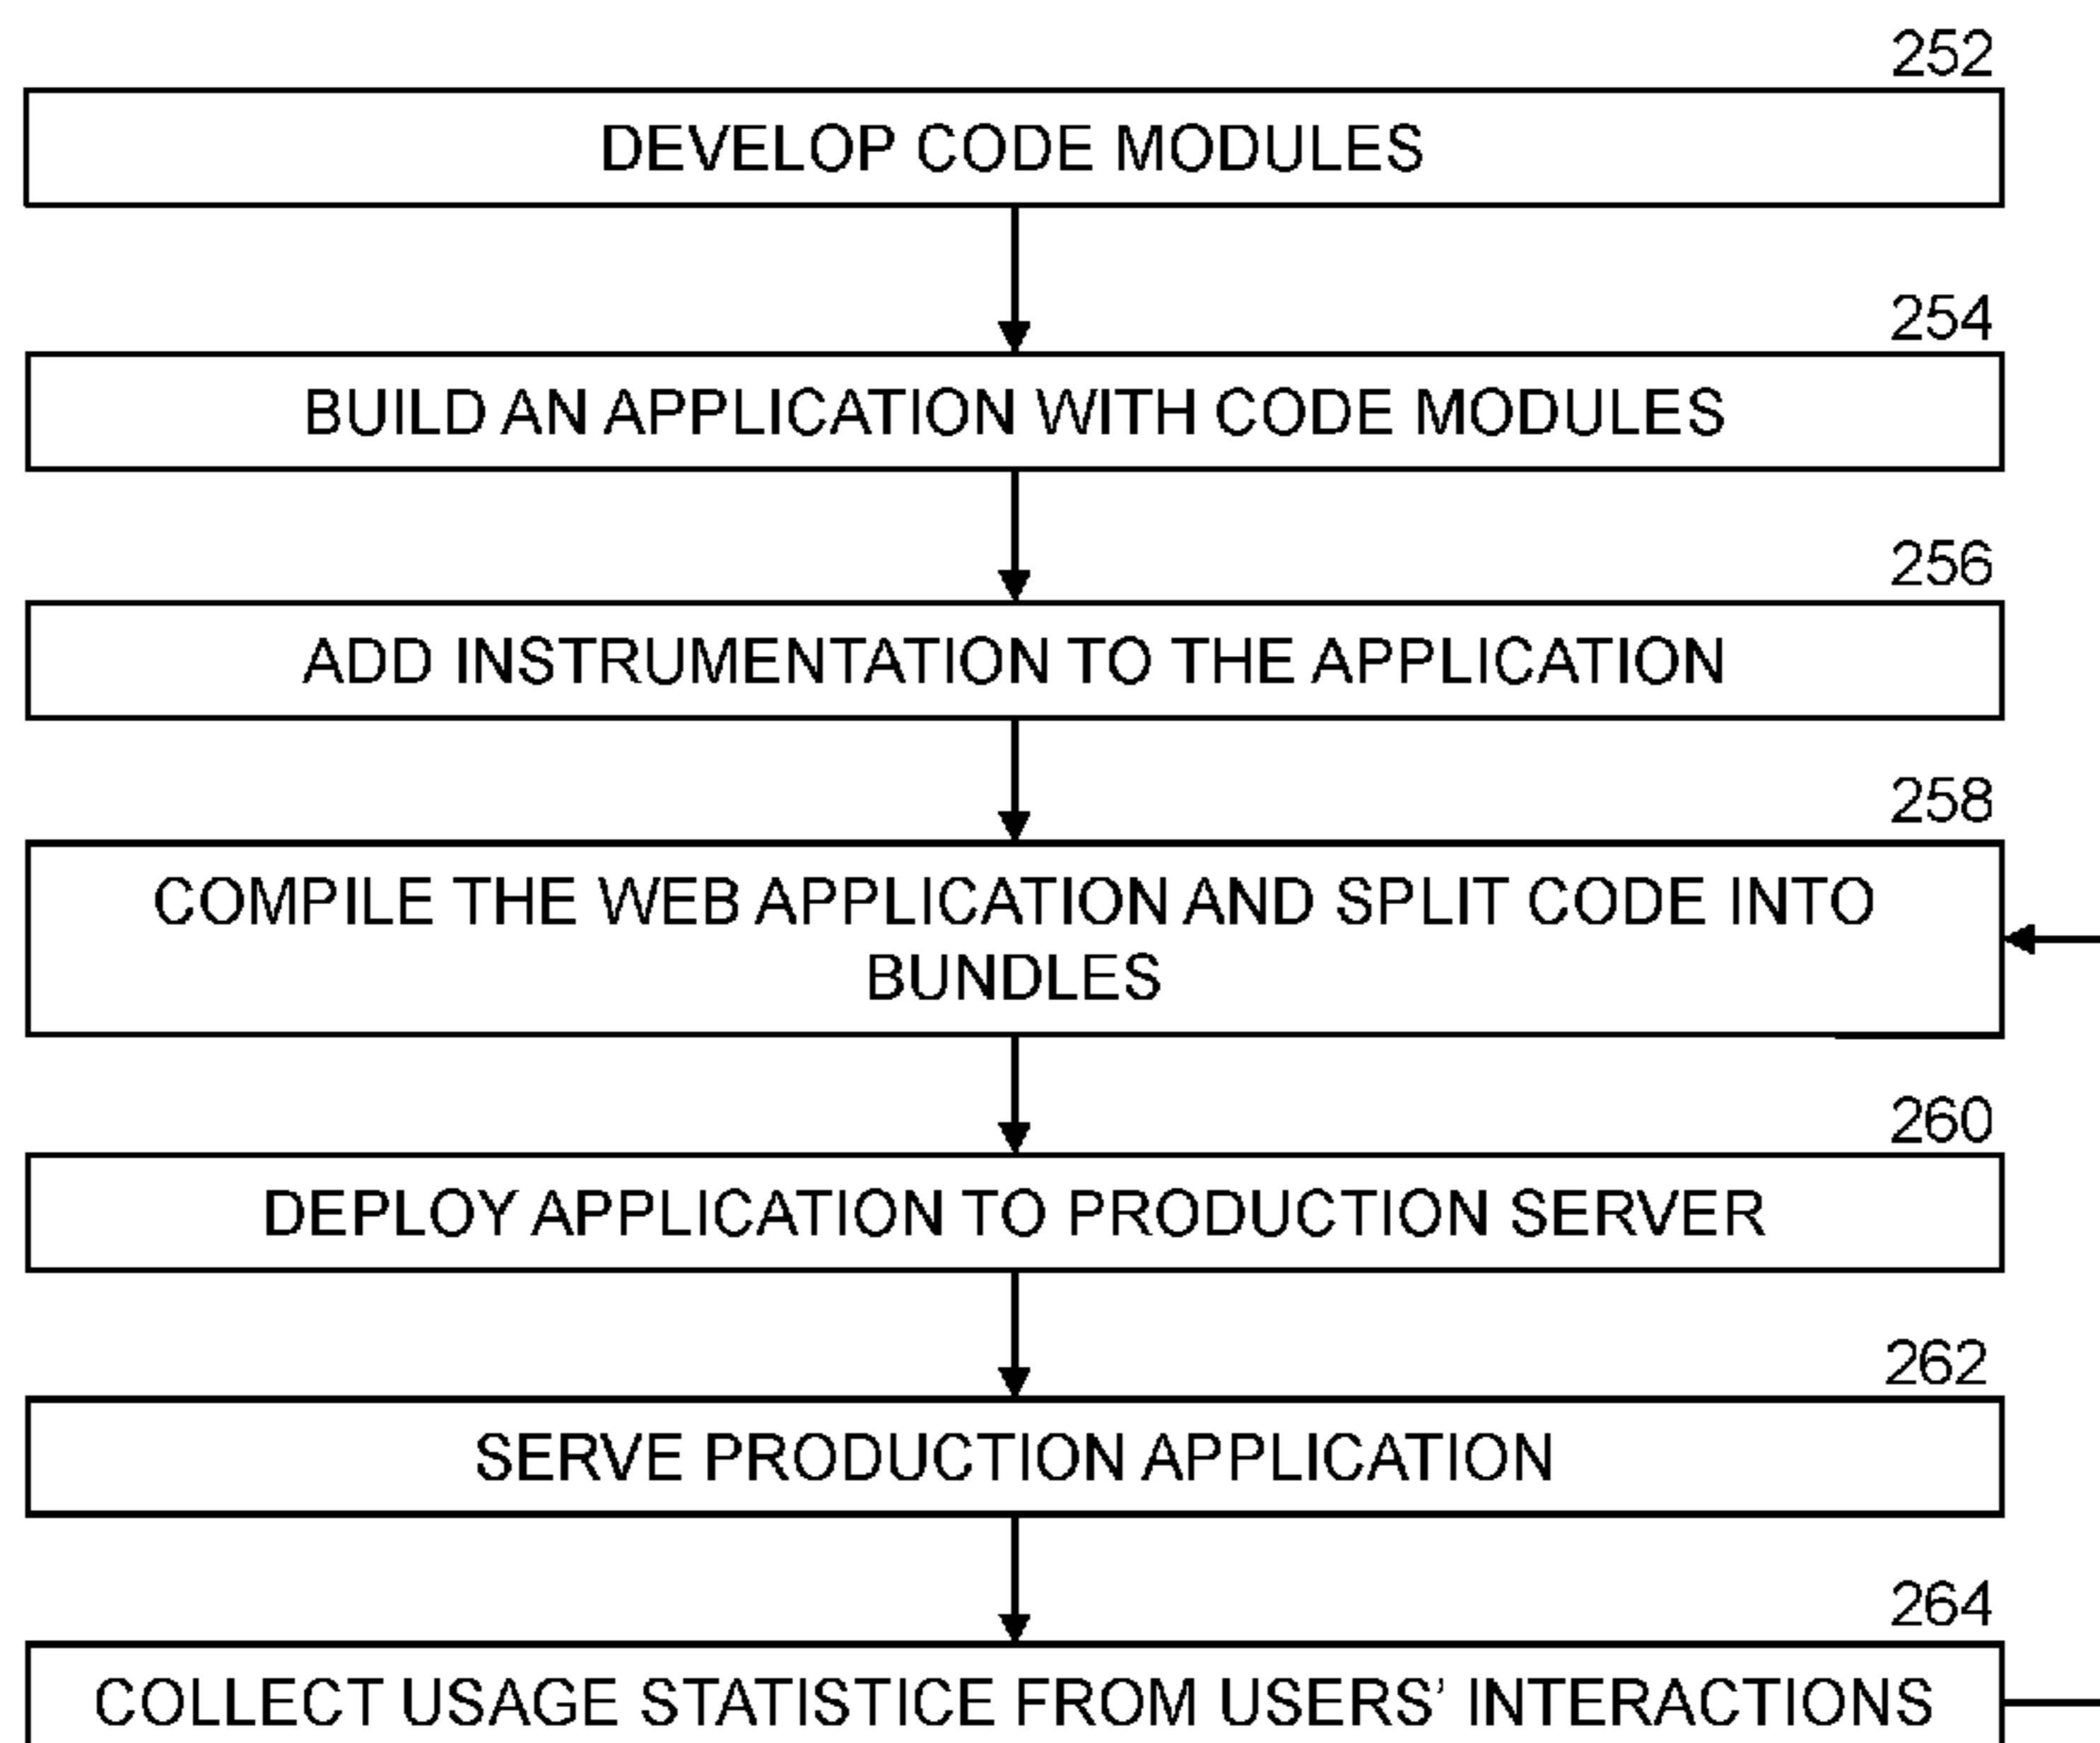 252
DEVELOP CODE MODULES
254
BUILD AN APPLICATION WITH CODE MODULES
256
ADD INSTRUMENTATION TO THE APPLICATION
258
COMPILE THE WEB APPLICATION AND SPLIT CODE INTO
BUNDLES
260
DEPLOY APPLICATION TO PRODUCTION SERVER
262
SERVE PRODUCTION APPLICATION
264
COLLECT USAGE STATISTICE FROM USERS’ INTERACTIONS